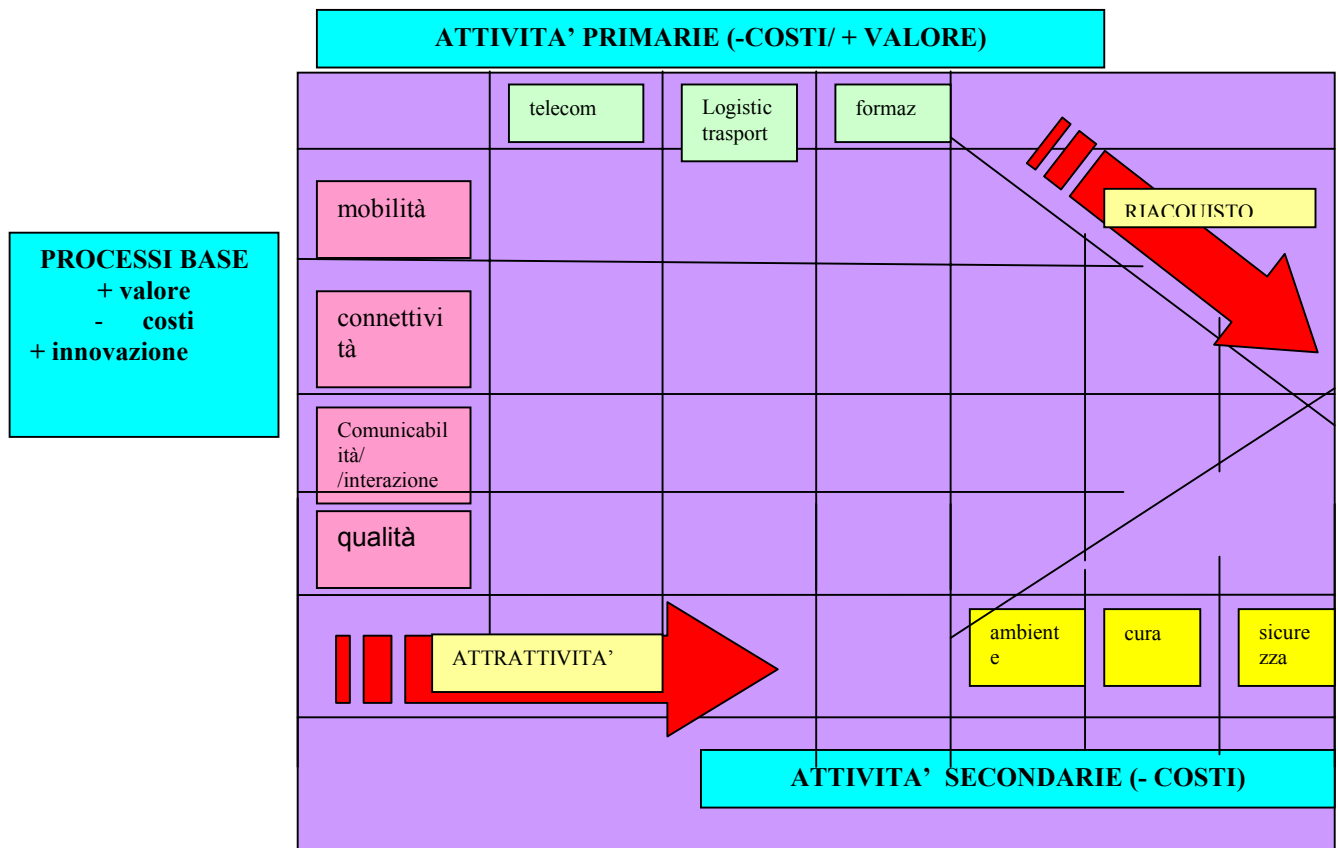 ATTIVITA’ PRIMARIE (-COSTI/ + VALORE)
telecom
Logistic
trasport
formaz
mobilità
RIACQUISTO
PROCESSI BASE
+ valore
- costi
+ innovazione
connettivi
tà
Comunicabil
ità/
/interazione
qualità
ATTRATTIVITA’
ambient
e
cura
sicure
zza
ATTIVITA’ SECONDARIE (- COSTI)